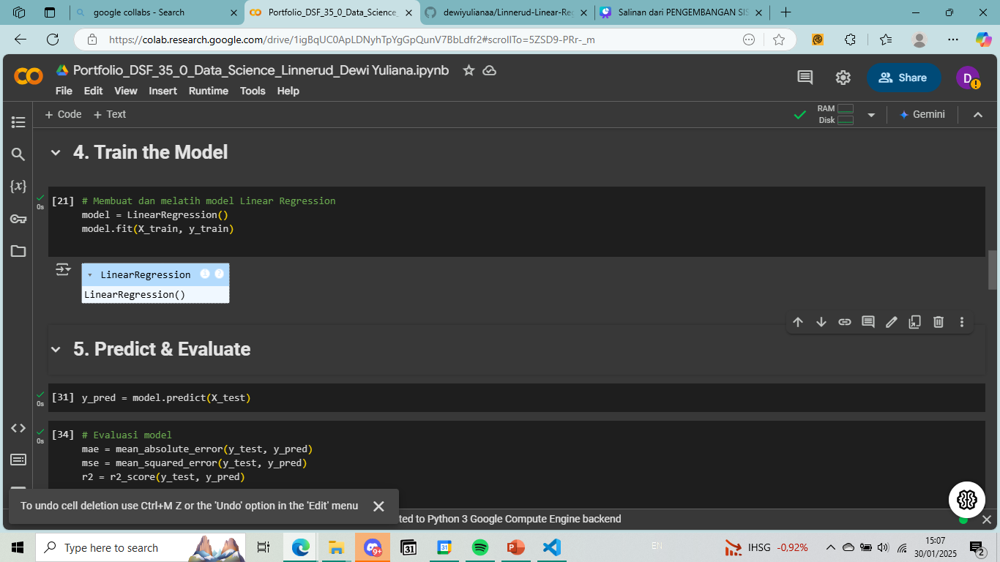 google collabs - Search
Portfolio_DSF_35_0_Data_Science_
dewiyulianaa/Linnerud-Linear-Re
Salinan dari PENGEMBANGAN SIS
https://colab.research.google.com/drive/1igBqUC0ApLDNyhTpYgGpQunV7BbLdfr2#scrollTo=5ZSD9-PRr-_m
Portfolio_DSF_35_0_Data_Science_Linnerud_Dewi Yuliana.ipynb
Share
D
File Edit View Insert Runtime Tools Help
+ Code + Text
RAM
Disk
Gemini
4. Train the Model
{x}
[21] # Membuat dan melatih model Linear Regression
0s
model = LinearRegression()
model.fit(X_train, y_train)
LinearRegression i ?
LinearRegression()
5. Predict & Evaluate
[31] y_pred = model.predict(X_test)
0s
[34] # Evaluasi model
0s
mae = mean_absolute_error(y_test, y_pred)
mse = mean_squared_error(y_test, y_pred)
r2 = r2_score(y_test, y_pred)
To undo cell deletion use Ctrl+M Z or the 'Undo' option in the 'Edit' menu
ted to Python 3 Google Compute Engine backend
Type here to search
9+
31
31
P
EN
IHSG -0,92%
15:07
30/01/2025
2